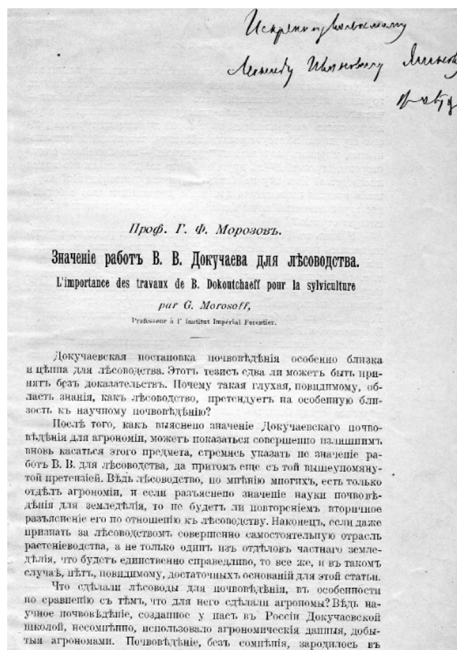 Леониду Ивановичу
Проф. Г. Ф. Морозовъ.
Значеніе работъ В. В. Докучаева для лѣсоводства.
L'importance des travaux de B. Dokoutchaeff pour la sylviculture
par G. Morosoff,
Professeur à l' institut Impérial Forestier.
Докучаевская постановка почвовѣдѣнія особенно близка
и цѣнна для лѣсоводства. Этотъ тезисъ едва ли можетъ быть при-
нятъ безъ доказательствъ. Почему такая глухая, повидимому, об-
ласть знанія, какъ лѣсоводство, претендуетъ на особенную бли-
зость къ научному почвовѣдѣнію?
Послѣ того, какъ выяснено значеніе Докучаевскаго почво-
вѣдѣнія для агрономіи, можетъ показаться совершенно излишнимъ
вновь касаться этого предмета, стремясь указать не значеніе ра-
ботъ В. В. для лѣсоводства, да притомъ еще съ той вышеупомяну-
той претензіей. Вѣдь лѣсоводство, по мнѣнію многихъ, есть только
отдѣлъ агрономіи, и если разъяснено значеніе науки почвовѣ-
дѣнія для земледѣлія, то не будетъ ли повтореніемъ вторичное
разъясненіе его по отношенію къ лѣсоводству. Наконецъ, если даже
признать за лѣсоводствомъ совершенно самостоятельную отрасль
растеніеводства, а не только одинъ изъ отдѣловъ частнаго земле-
дѣлія, что будетъ единственно справедливо, то все же, и въ такомъ
случаѣ, нѣтъ, повидимому, достаточныхъ основаній для этой статьи.
Что сдѣлали лѣсоводы для почвовѣдѣнія, въ особенности
по сравненію съ тѣмъ, что для него сдѣлали агрономы? Вѣдь на-
учное почвовѣдѣніе, созданное у насъ въ Россіи Докучаевской
школой, несомнѣнно, использовало агрономическія данныя, добы-
тыя агрономами. Почвовѣдѣніе, безъ сомнѣнія, зародилось въ